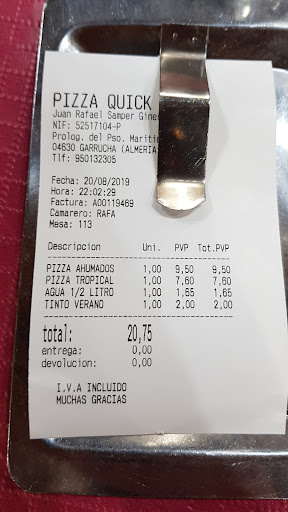 PIZZA QUICK
Juan Rafael Samper
NIF: 52517104-P
Prolog. del Pso.
04630 GARRUCHA (ALMERIA
Tlf: 950132305
Fecha: 20/08/2019
Hora: 22:02:29
Factura: A00119469
Camarero: RAFA
Mesa: 113
Descripcion Uni. PVP Tot.PVP
PIZZA AHUMADOS 1,00 9,50 9,50
PIZZA TROPICAL 1,00 7,60 7,60
AGUA 1/2 LITRO 1,00 1,65 1,65
TINTO VERANO 1,00 2,00 2,00
total: 20,75
entrega: 0,00
devolucion: 0,00
I.V.A INCLUIDO
MUCHAS GRACIAS